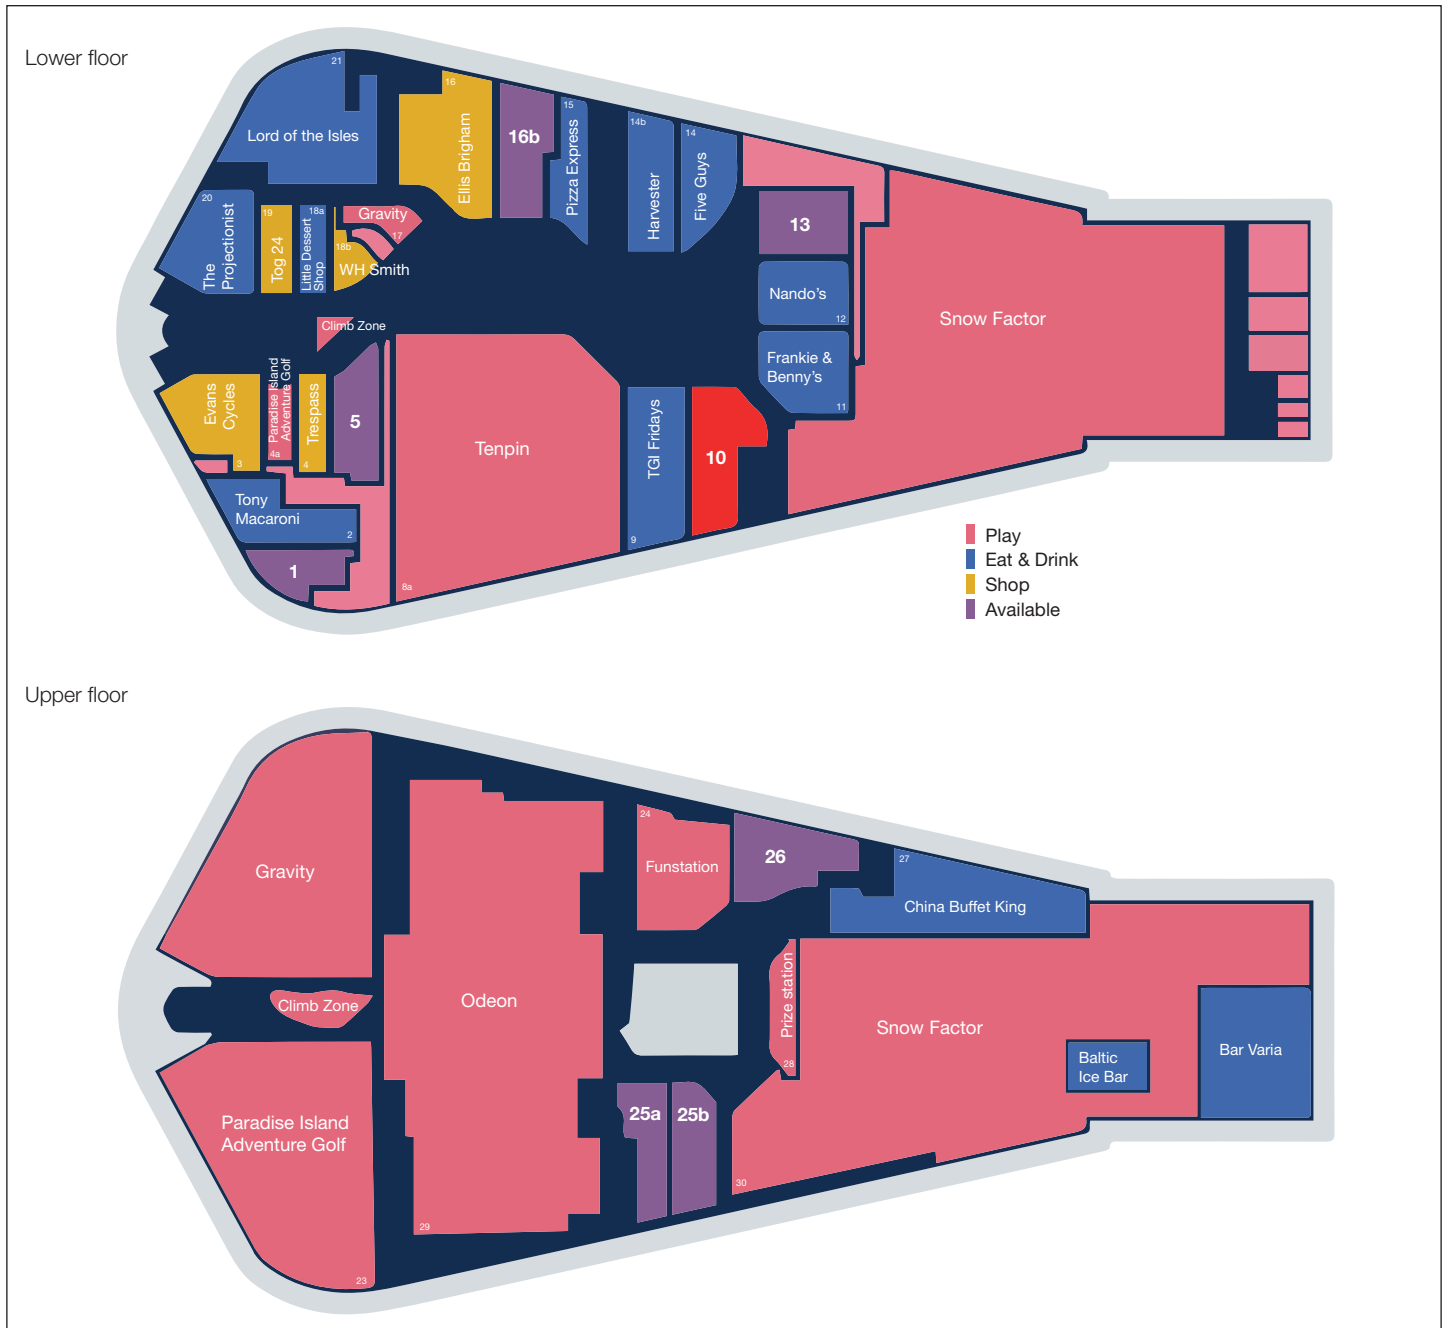 Lower floor
21
Lord of the Isles
16
Ellis Brigham
16b
15
Pizza Express
14b
Harvester
14
Five Guys
20
The
Projectionist
19
Tog 24
18a
Little Dessert
Shop
Gravity
17
18b
WH Smith
13
Nando's
12
Frankie &
Benny's
11
Snow Factor
Climb Zone
Evans
Cycles
3
Paradise Island
Adventure Golf
4a
Trespass
4
5
Tenpin
8a
TGI Fridays
9
10
Tony
Macaroni
2
1
Play
Eat & Drink
Shop
Available
Upper floor
Gravity
Climb Zone
Paradise Island
Adventure Golf
23
Odeon
29
24
Funstation
26
27
China Buffet King
Prize station
28
Snow Factor
30
Baltic
Ice Bar
Bar Varia
25a
25b